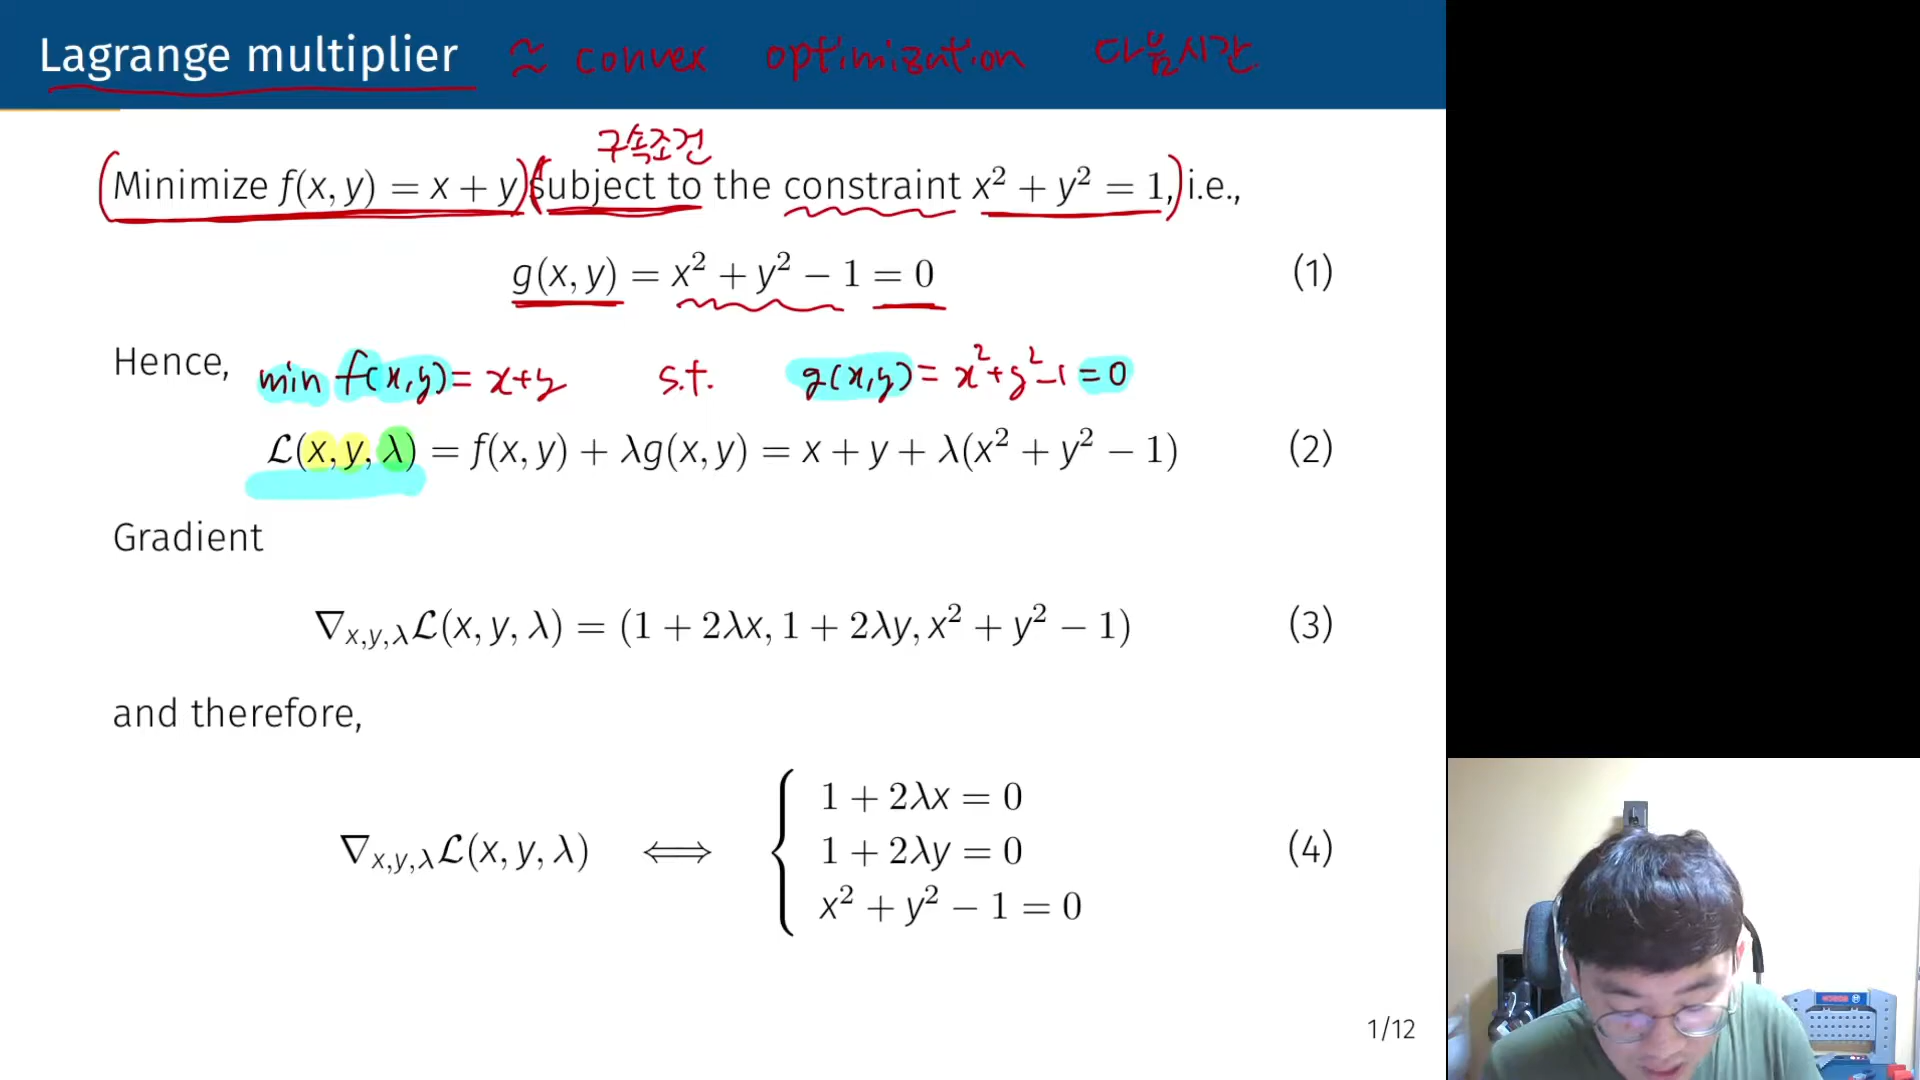 Lagrange multiplier ≈ convex optimization 다음시간
구속조건
Minimize f(x, y) = x + y subject to the constraint x² + y² = 1, i.e.,
g(x, y) = x² + y² − 1 = 0 (1)
Hence, min f(x,y) = x+y s.t. g(x,y) = x²+y²−1 = 0
ℒ(x, y, λ) = f(x, y) + λg(x, y) = x + y + λ(x² + y² − 1) (2)
Gradient
∇x,y,λℒ(x, y, λ) = (1 + 2λx, 1 + 2λy, x² + y² − 1) (3)
and therefore,
1 + 2λx = 0
∇x,y,λℒ(x, y, λ) ⟺ { 1 + 2λy = 0 (4)
x² + y² − 1 = 0
1/12
BOSCH